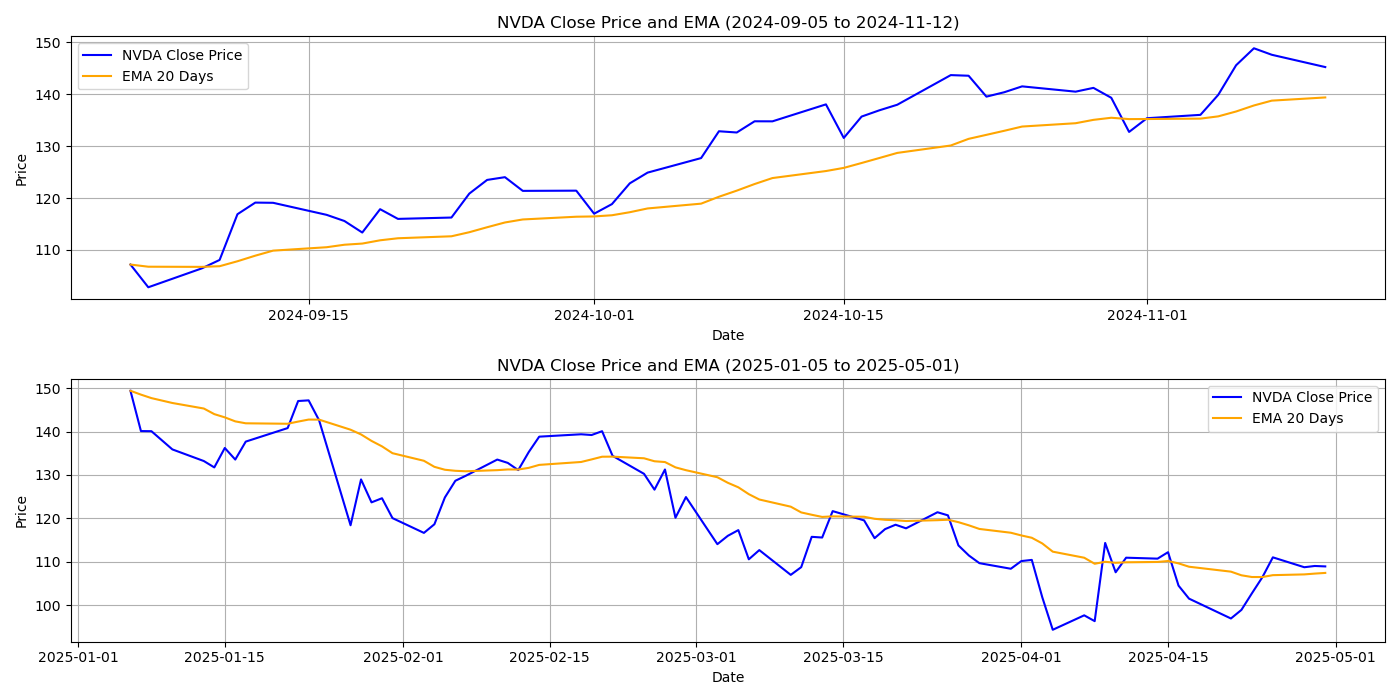 NVDA Close Price and EMA (2024-09-05 to 2024-11-12)
NVDA Close Price
EMA 20 Days
150
140
130
120
110
Price
2024-09-15
2024-10-01
2024-10-15
2024-11-01
Date
NVDA Close Price and EMA (2025-01-05 to 2025-05-01)
NVDA Close Price
EMA 20 Days
150
140
130
120
110
100
Price
2025-01-01
2025-01-15
2025-02-01
2025-02-15
2025-03-01
2025-03-15
2025-04-01
2025-04-15
2025-05-01
Date